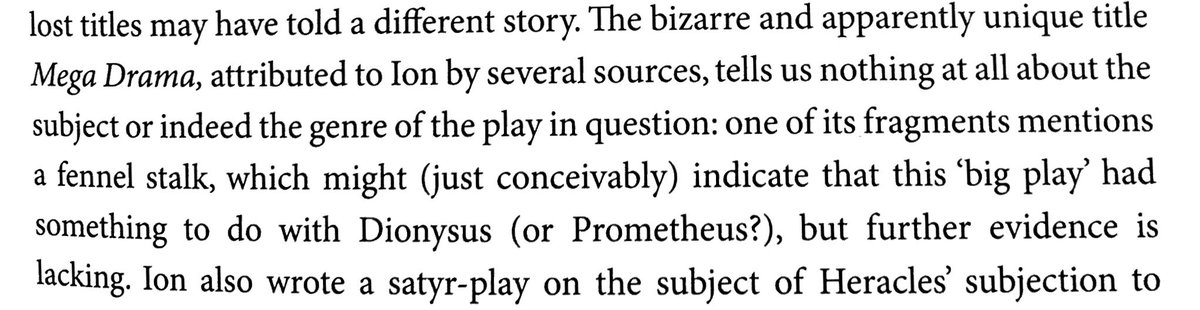 lost titles may have told a different story. The bizarre and apparently unique title
Mega Drama, attributed to Ion by several sources, tells us nothing at all about the
subject or indeed the genre of the play in question: one of its fragments mentions
a fennel stalk, which might (just conceivably) indicate that this ‘big play’ had
something to do with Dionysus (or Prometheus?), but further evidence is
lacking. Ion also wrote a satyr-play on the subject of Heracles’ subjection to